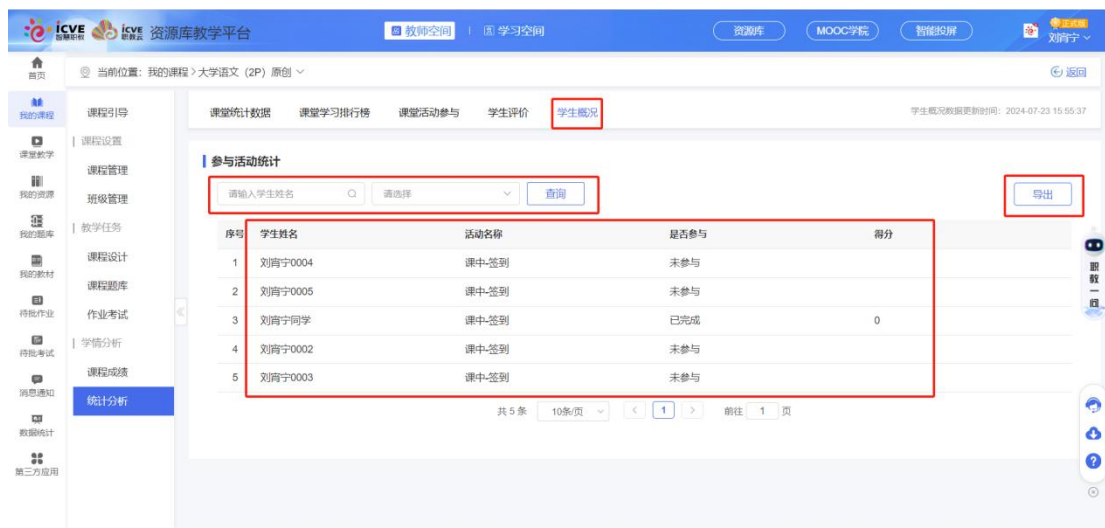 icve 智慧职教 icve 职教云 资源库教学平台 教师空间 学习空间 资源库 MOOC学院 智能投屏 正式版 刘宵宁
首页 当前位置：我的课程 > 大学语文（2P）原创 返回
我的课程
课堂教学
我的资源
我的题库
我的教材
待批作业
待批考试
消息通知
数据统计
第三方应用
课程引导
课程设置
课程管理
班级管理
教学任务
课程设计
课程题库
作业考试
学情分析
课程成绩
统计分析
课堂统计数据 课堂学习排行榜 课堂活动参与 学生评价 学生概况 学生概况数据更新时间：2024-07-23 15:55:37
参与活动统计
请输入学生姓名 请选择 查询 导出
序号 学生姓名 活动名称 是否参与 得分
1 刘宵宁0004 课中-签到 未参与
2 刘宵宁0005 课中-签到 未参与
3 刘宵宁同学 课中-签到 已完成 0
4 刘宵宁0002 课中-签到 未参与
5 刘宵宁0003 课中-签到 未参与
共 5 条 10条/页 < 1 > 前往 1 页
职教一问